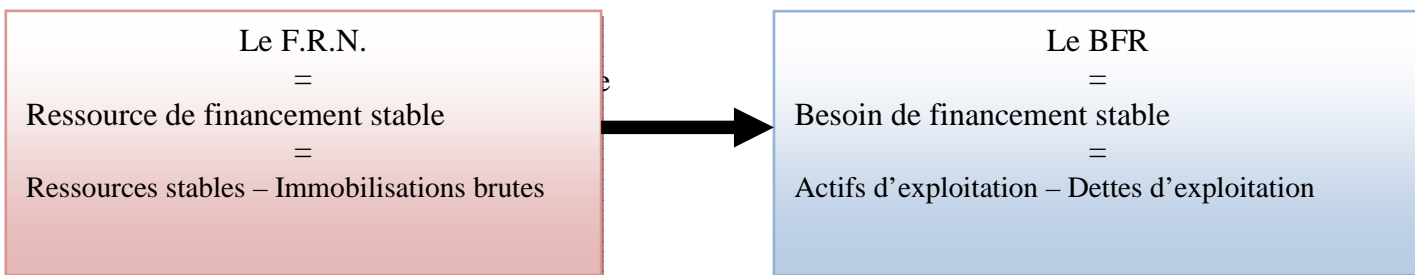 Le F.R.N.
=
Ressource de financement stable
=
Ressources stables – Immobilisations brutes
Le BFR
=
Besoin de financement stable
=
Actifs d’exploitation – Dettes d’exploitation